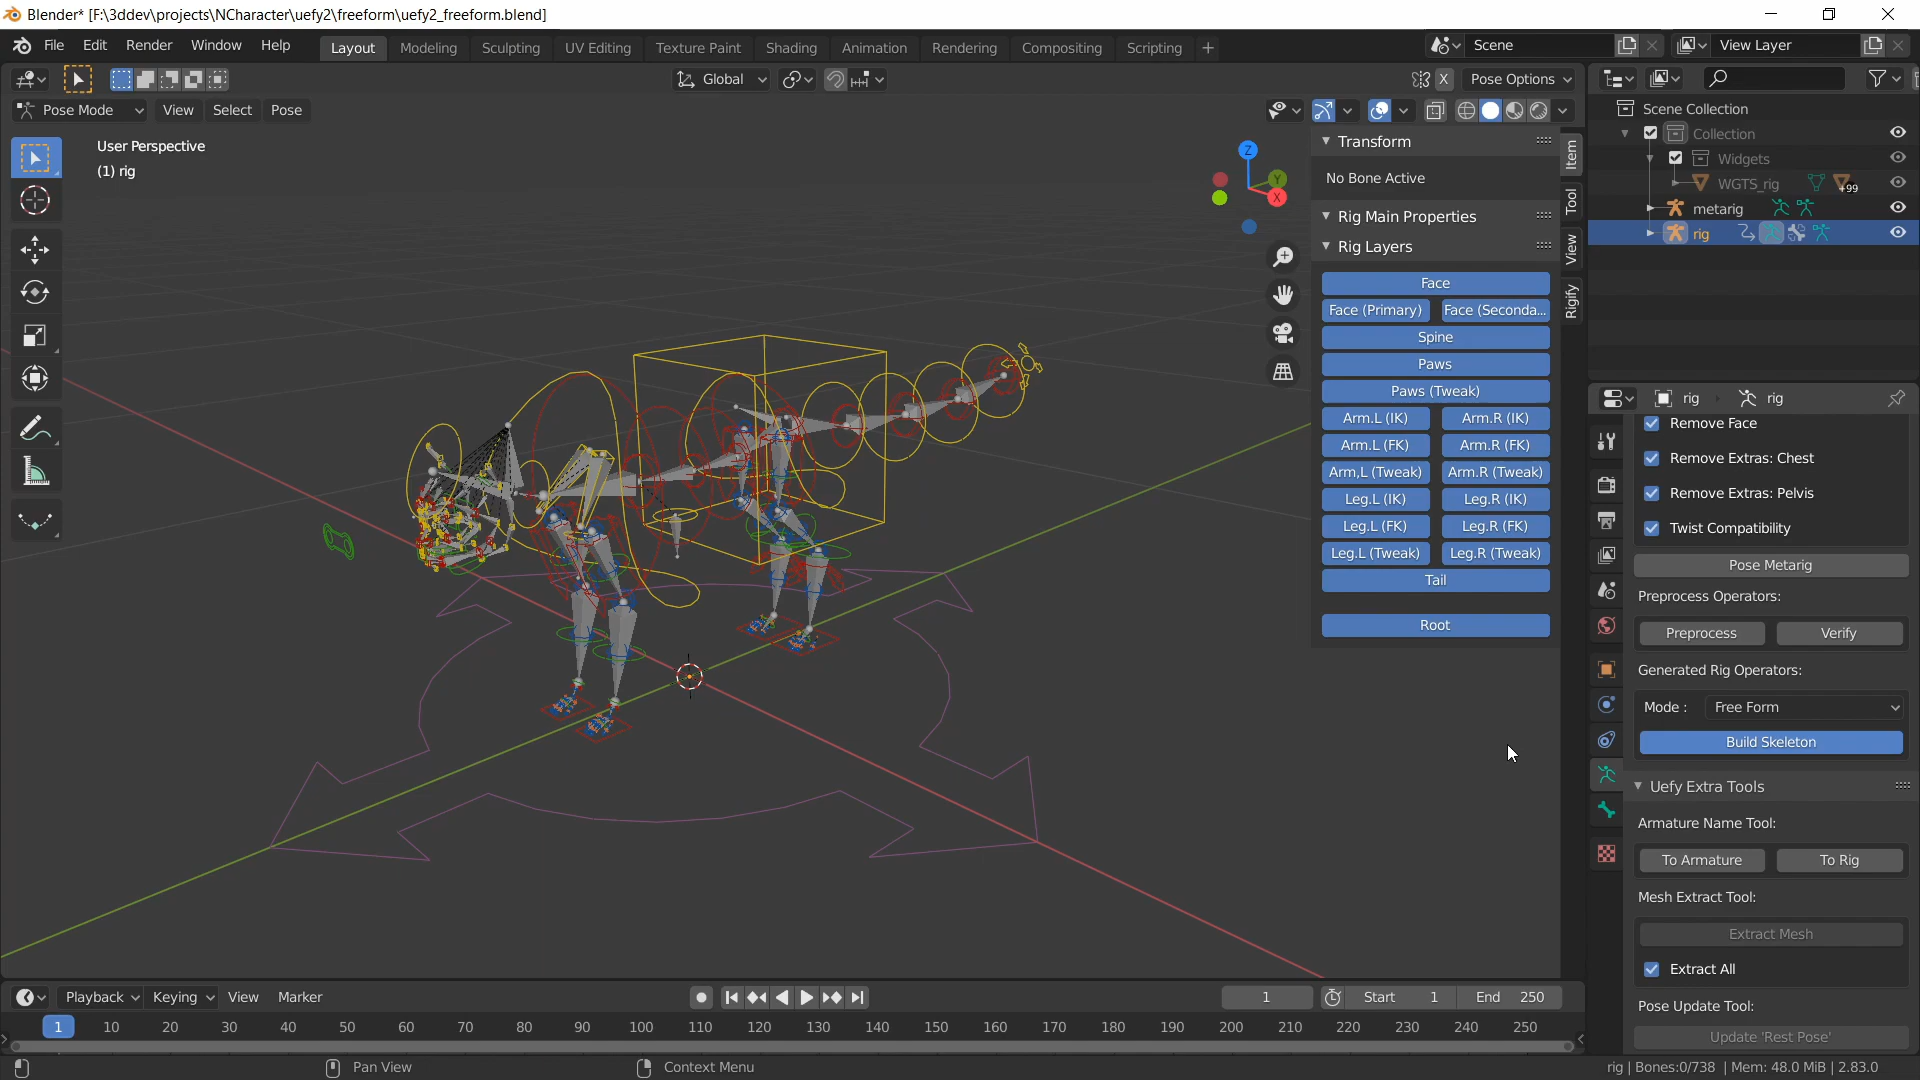 Blender* [F:\3ddev\projects\NCharacter\uefy2\freeform\uefy2_freeform.blend]
File Edit Render Window Help
Layout Modeling Sculpting UV Editing Texture Paint Shading Animation Rendering Compositing Scripting +
Scene
View Layer
Global
X
Pose Options
Pose Mode View Select Pose
User Perspective
(1) rig
Z
Y
X
Transform
No Bone Active
Rig Main Properties
Rig Layers
Face
Face (Primary) Face (Seconda...
Spine
Paws
Paws (Tweak)
Arm.L (IK) Arm.R (IK)
Arm.L (FK) Arm.R (FK)
Arm,L (Tweak) Arm.R (Tweak)
Leg.L (IK) Leg.R (IK)
Leg.L (FK) Leg.R (FK)
Leg.L (Tweak) Leg.R (Tweak)
Tail
Root
Item
Tool
View
Rigify
Scene Collection
Collection
Widgets
WGTS_rig +99
metarig
rig
rig rig
Remove Face
Remove Extras: Chest
Remove Extras: Pelvis
Twist Compatibility
Pose Metarig
Preprocess Operators:
Preprocess Verify
Generated Rig Operators:
Mode : Free Form
Build Skeleton
Uefy Extra Tools
Armature Name Tool:
To Armature To Rig
Mesh Extract Tool:
Extract Mesh
Extract All
Pose Update Tool:
Update 'Rest Pose'
Playback Keying View Marker
1 Start 1 End 250
1 10 20 30 40 50 60 70 80 90 100 110 120 130 140 150 160 170 180 190 200 210 220 230 240 250
Pan View Context Menu
rig | Bones:0/738 | Mem: 48.0 MiB | 2.83.0